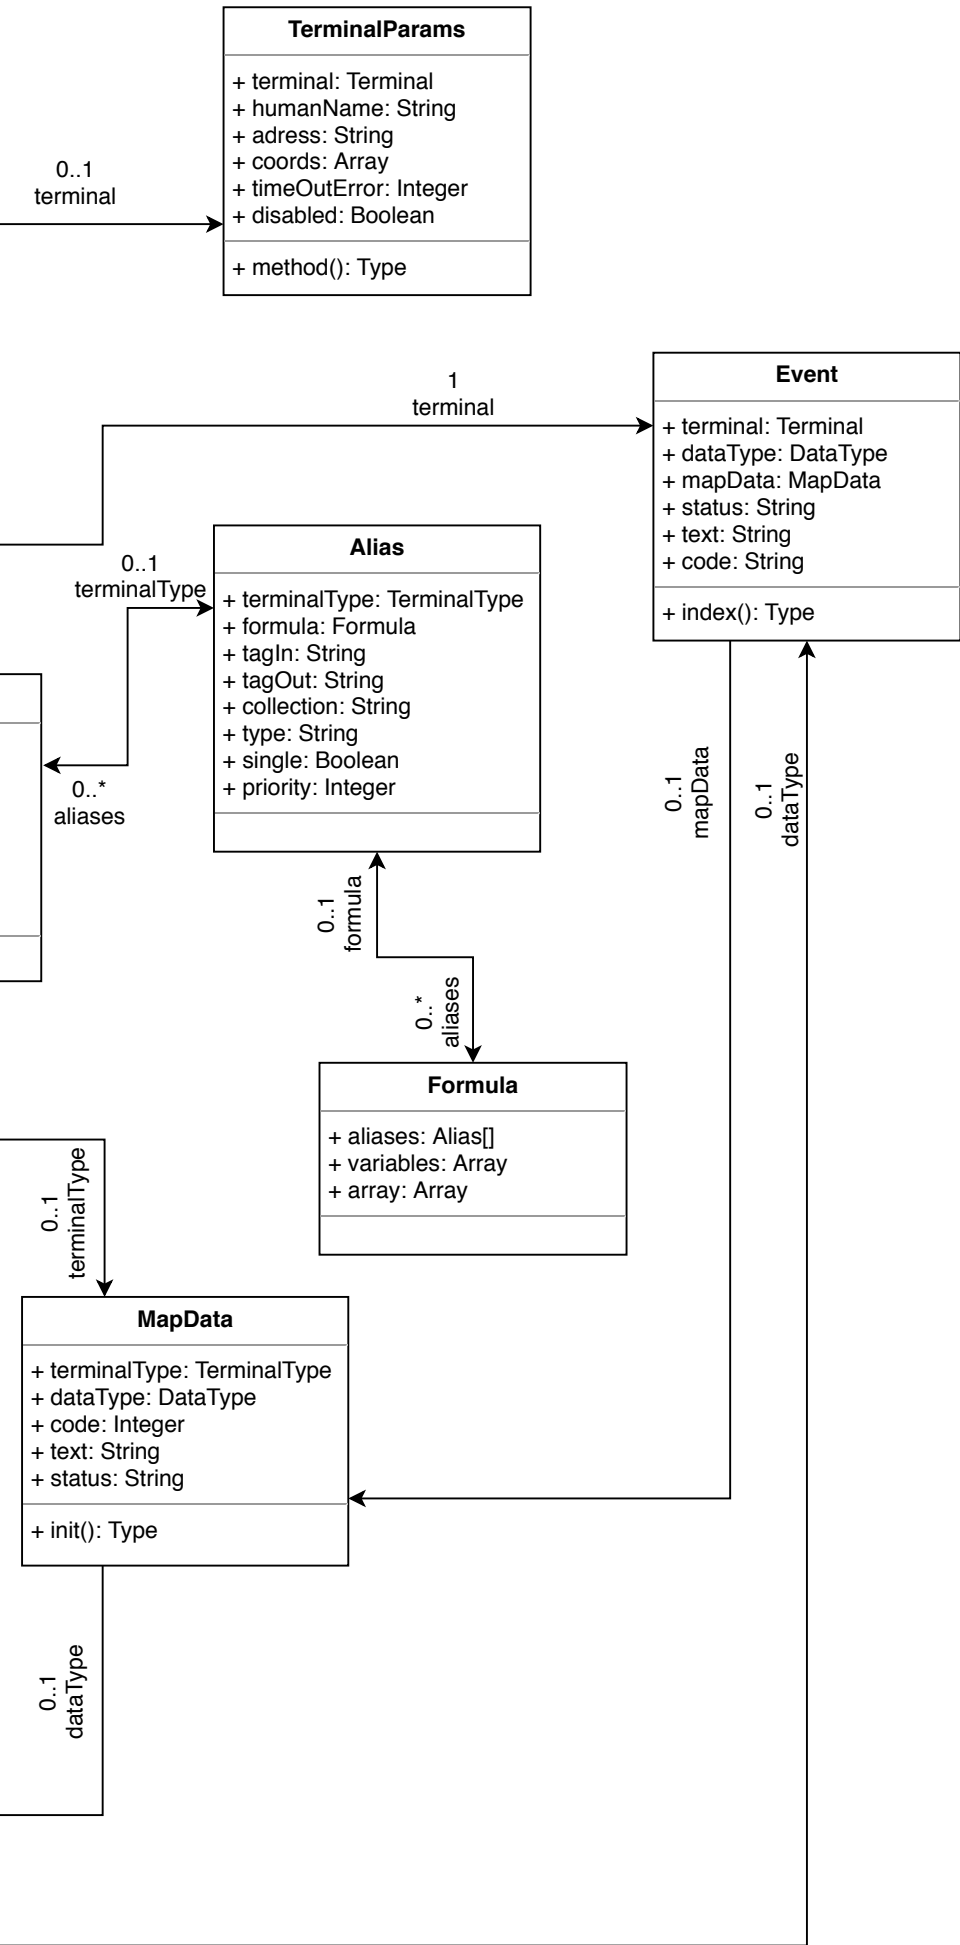 TerminalParams
+ terminal: Terminal
+ humanName: String
+ adress: String
+ coords: Array
+ timeOutError: Integer
+ disabled: Boolean
+ method(): Type
0..1
terminal
1
terminal
Event
+ terminal: Terminal
+ dataType: DataType
+ mapData: MapData
+ status: String
+ text: String
+ code: String
+ index(): Type
0..1
terminalType
Alias
+ terminalType: TerminalType
+ formula: Formula
+ tagIn: String
+ tagOut: String
+ collection: String
+ type: String
+ single: Boolean
+ priority: Integer
0..*
aliases
0..1
mapData
0..1
dataType
0..1
formula
0..*
aliases
Formula
+ aliases: Alias[]
+ variables: Array
+ array: Array
0..1
terminalType
MapData
+ terminalType: TerminalType
+ dataType: DataType
+ code: Integer
+ text: String
+ status: String
+ init(): Type
0..1
dataType